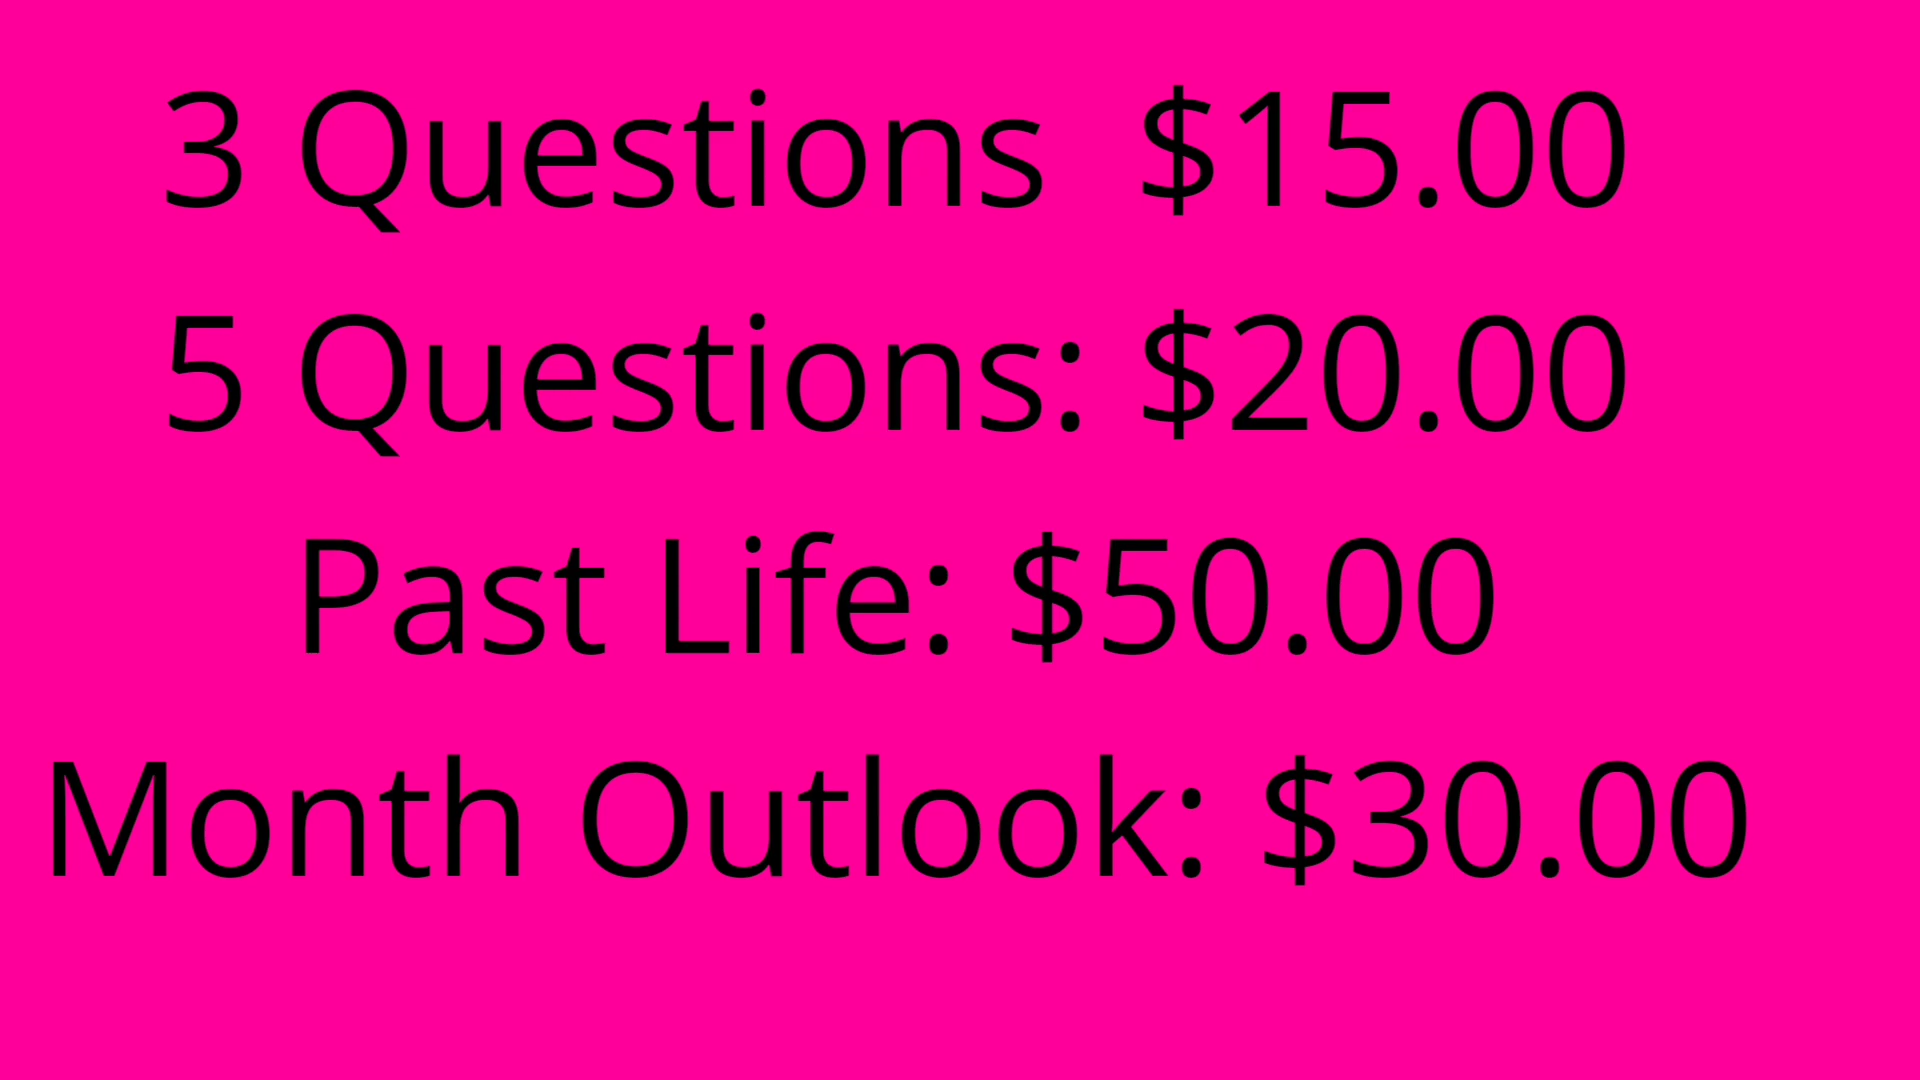 3 Questions  $15.00
5 Questions: $20.00
Past Life: $50.00
Month Outlook: $30.00